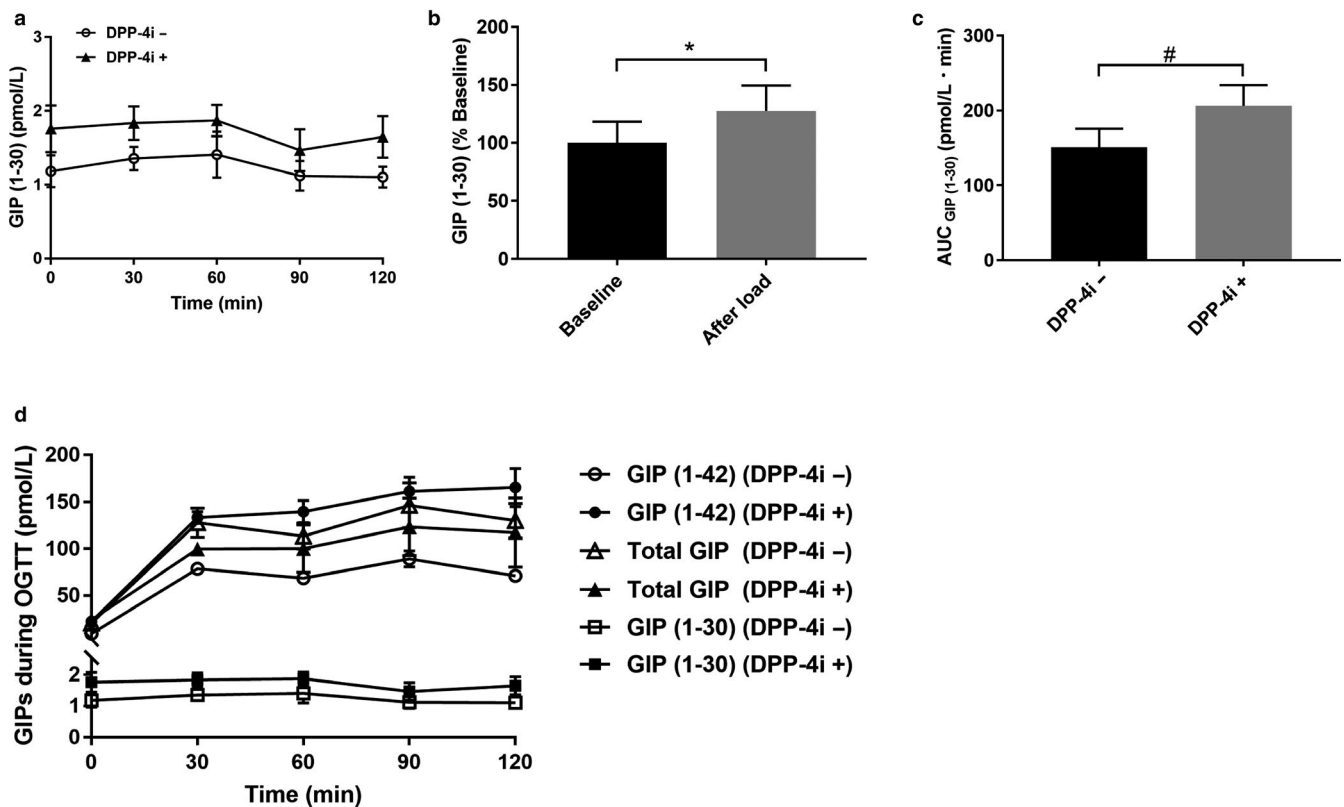 a
DPP-4i –
DPP-4i +
GIP (1-30) (pmol/L)
3
2
1
0
0 30 60 90 120
Time (min)
b
GIP (1-30) (% Baseline)
200
150
100
50
0
*
Baseline
After load
c
AUC GIP (1-30) (pmol/L · min)
300
200
100
0
#
DPP-4i –
DPP-4i +
d
GIPs during OGTT (pmol/L)
200
150
100
50
2
1
0
0 30 60 90 120
Time (min)
GIP (1-42) (DPP-4i –)
GIP (1-42) (DPP-4i +)
Total GIP (DPP-4i –)
Total GIP (DPP-4i +)
GIP (1-30) (DPP-4i –)
GIP (1-30) (DPP-4i +)